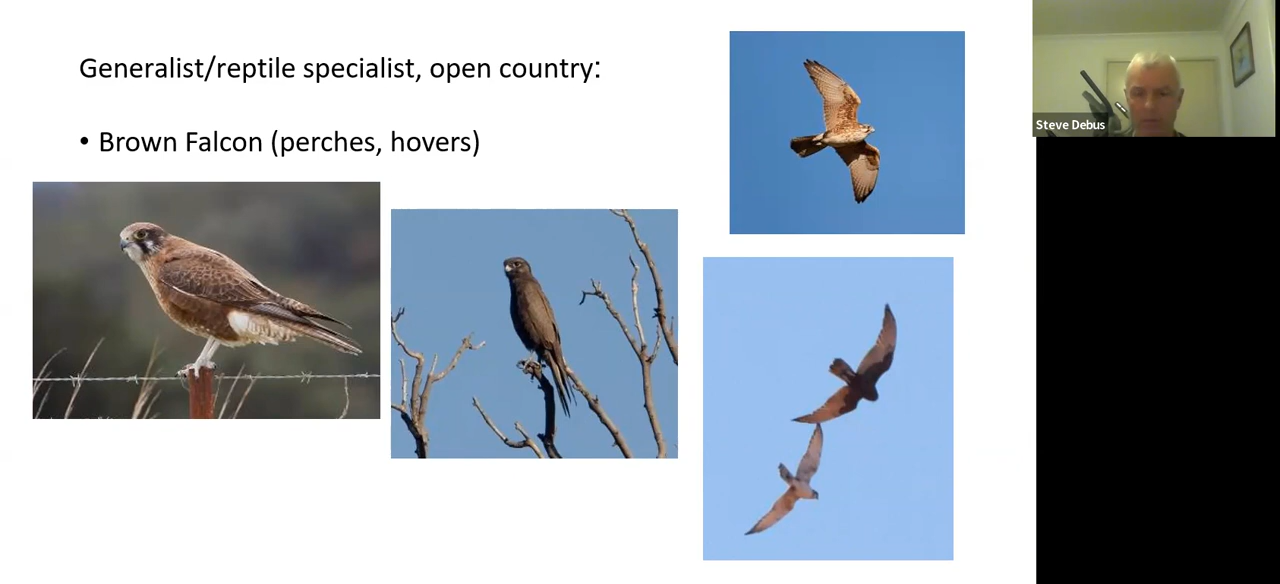 Generalist/reptile specialist, open country:
• Brown Falcon (perches, hovers)
Steve Debus